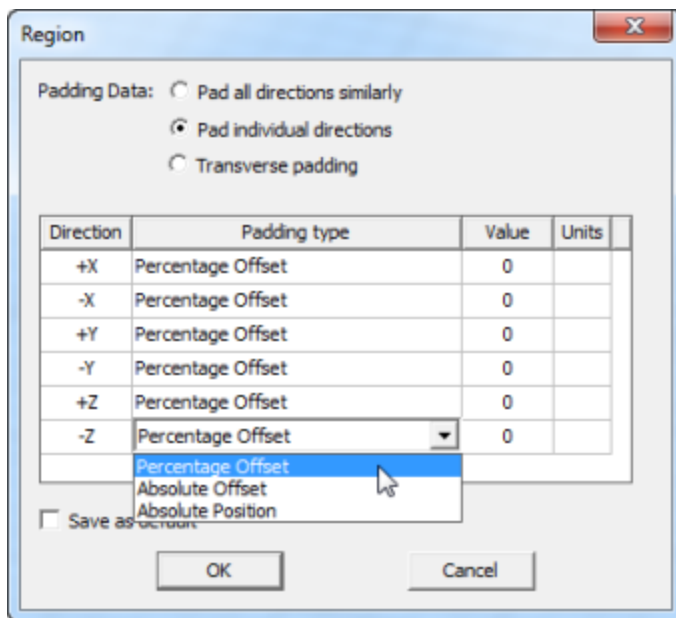 Region
Padding Data: Pad all directions similarly
Pad individual directions
Transverse padding
Direction Padding type Value Units
+X Percentage Offset 0
-X Percentage Offset 0
+Y Percentage Offset 0
-Y Percentage Offset 0
+Z Percentage Offset 0
-Z Percentage Offset 0
Percentage Offset
Absolute Offset
Absolute Position
Save as default
OK Cancel